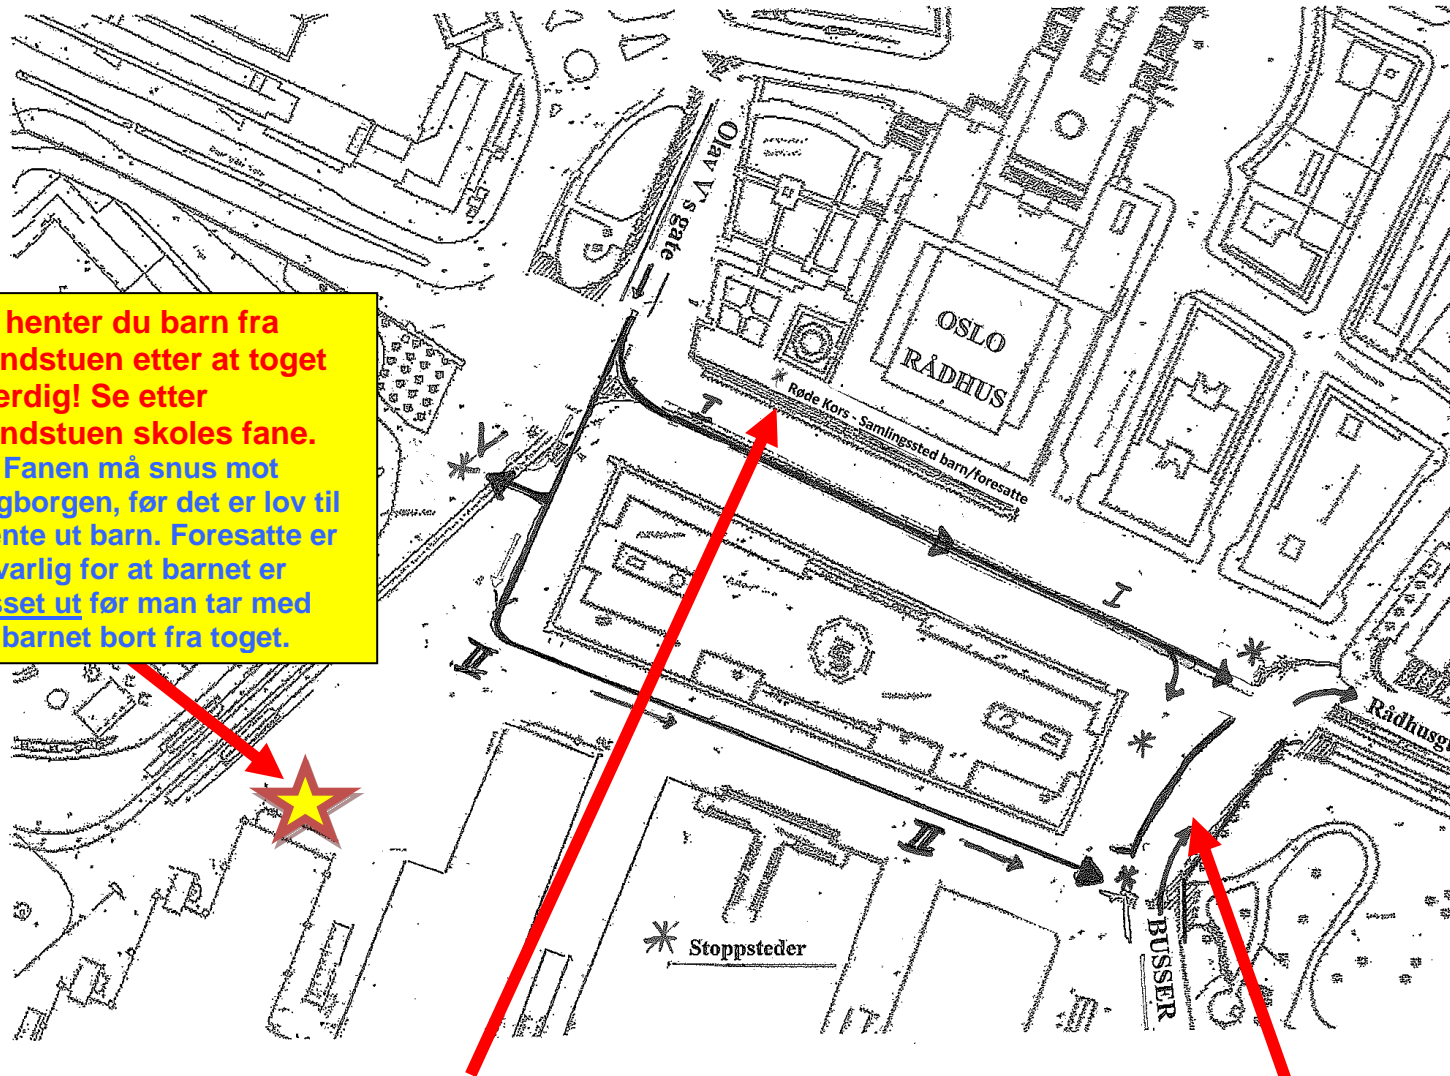 Olav V's gate
henter du barn fra
ndstuen etter at toget
erdig! Se etter
ndstuen skoles fane.
Fanen må snus mot
gborgen, før det er lov til
ente ut barn. Foresatte er
varlig for at barnet er
sset ut før man tar med
barnet bort fra toget.
OSLO
RÅDHUS
Røde Kors - Samlingssted barn/foresatte
I
I
V
II
II
Rådhusg
Stoppsteder
BUSSER